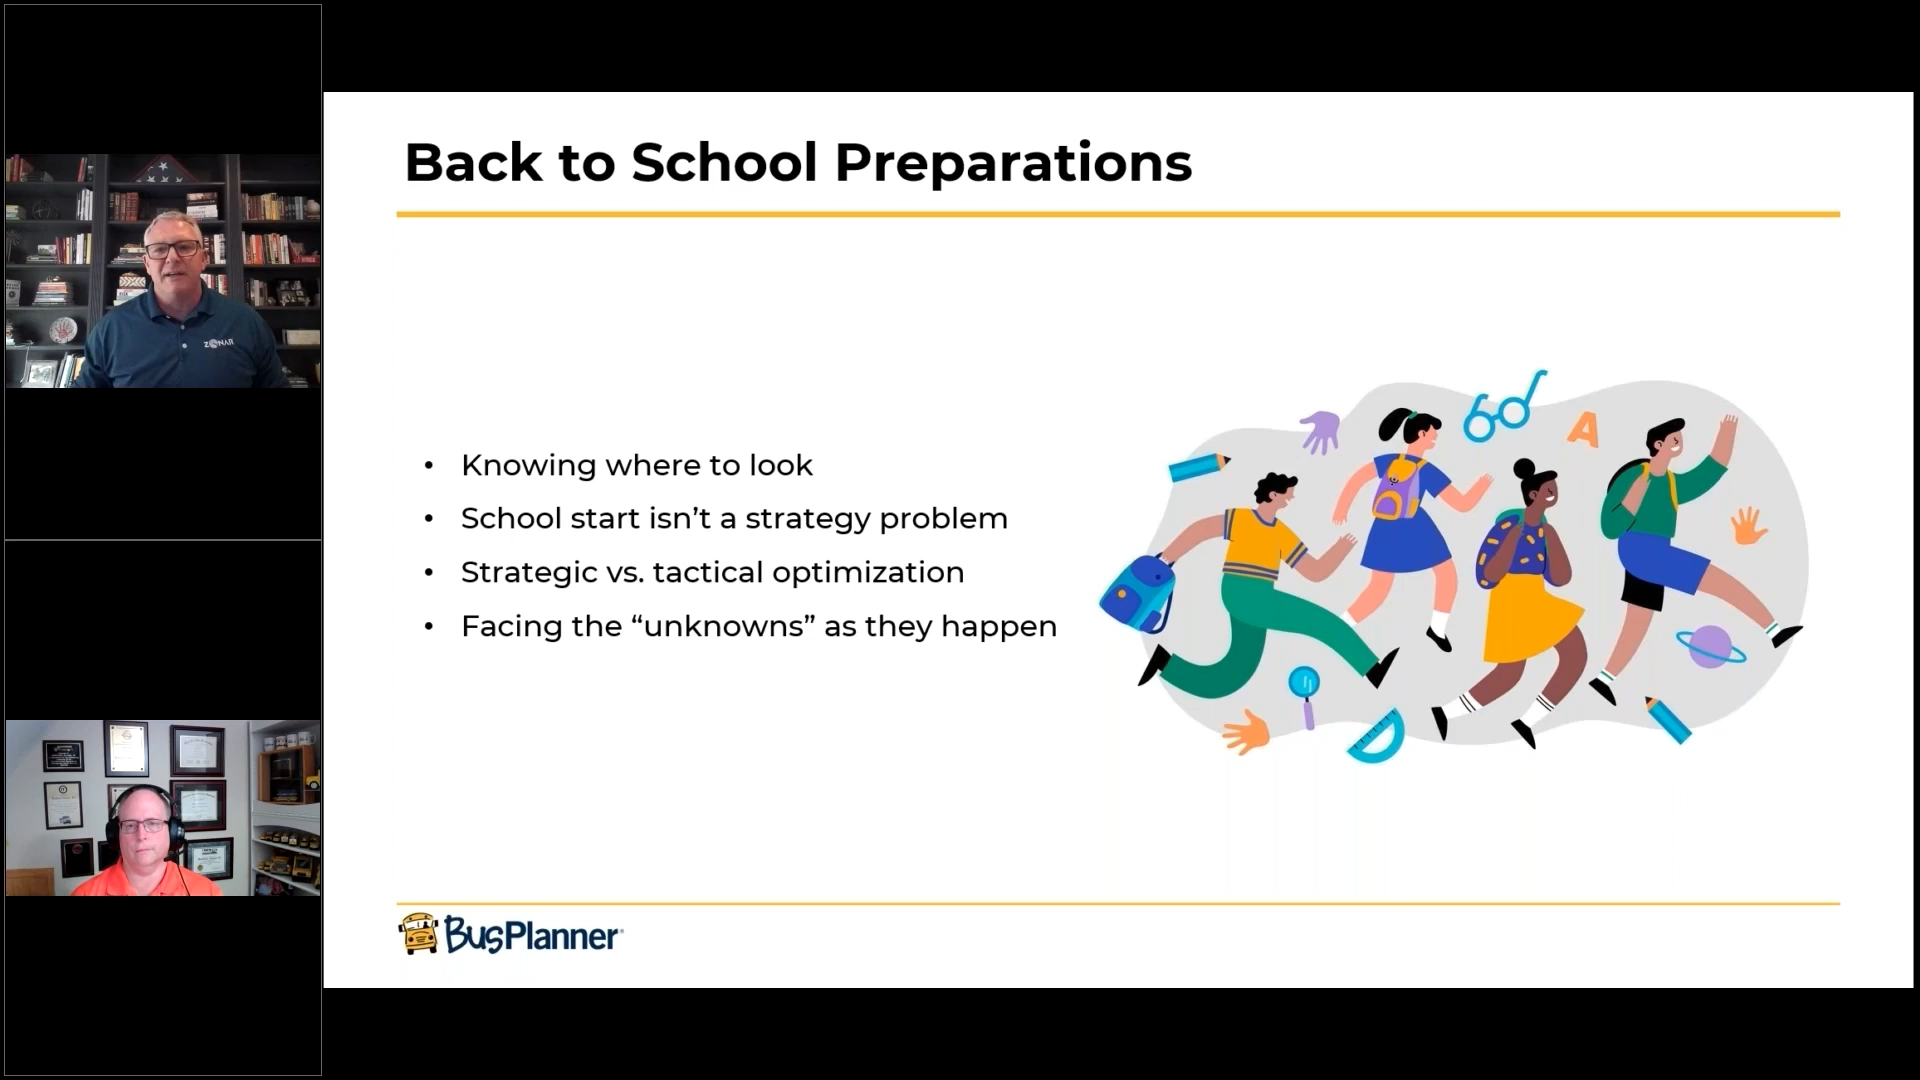 Back to School Preparations
• Knowing where to look
• School start isn’t a strategy problem
• Strategic vs. tactical optimization
• Facing the “unknowns” as they happen
A
BusPlanner
ZONAR